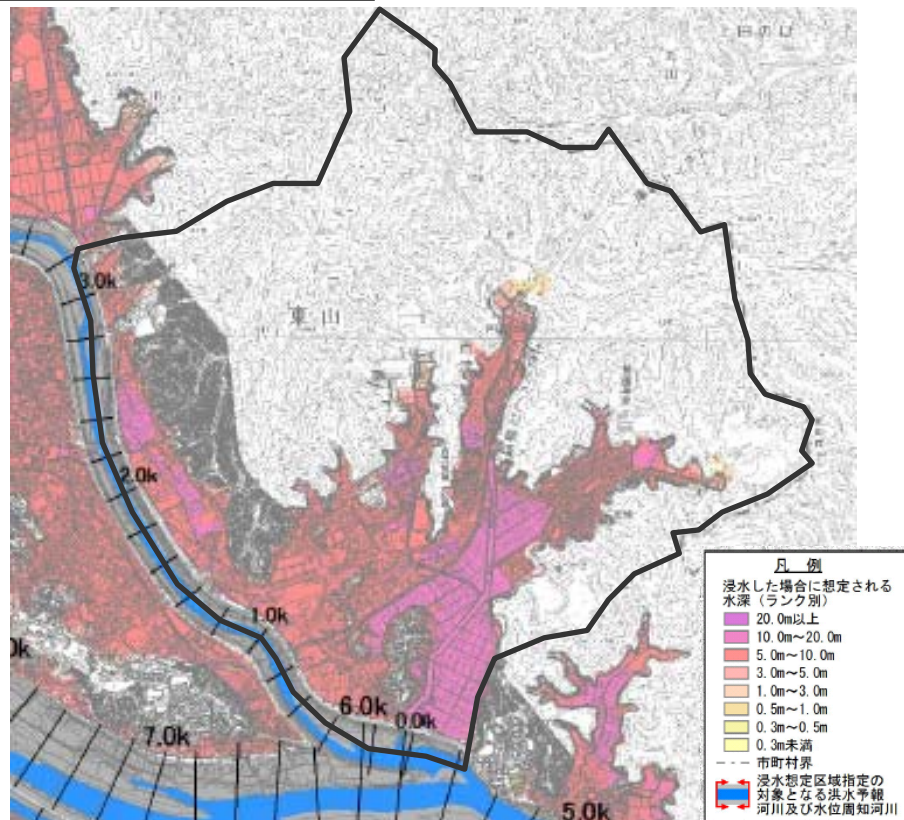 東山
3.0k
2.0k
1.0k
6.0k
0.0k
7.0k
5.0k
凡 例
浸水した場合に想定される
水深(ランク別)
20.0m以上
10.0m~20.0m
5.0m~10.0m
3.0m~5.0m
1.0m~3.0m
0.5m~1.0m
0.3m~0.5m
0.3m未満
市町村界
浸水想定区域指定の
対象となる洪水予報
河川及び水位周知河川